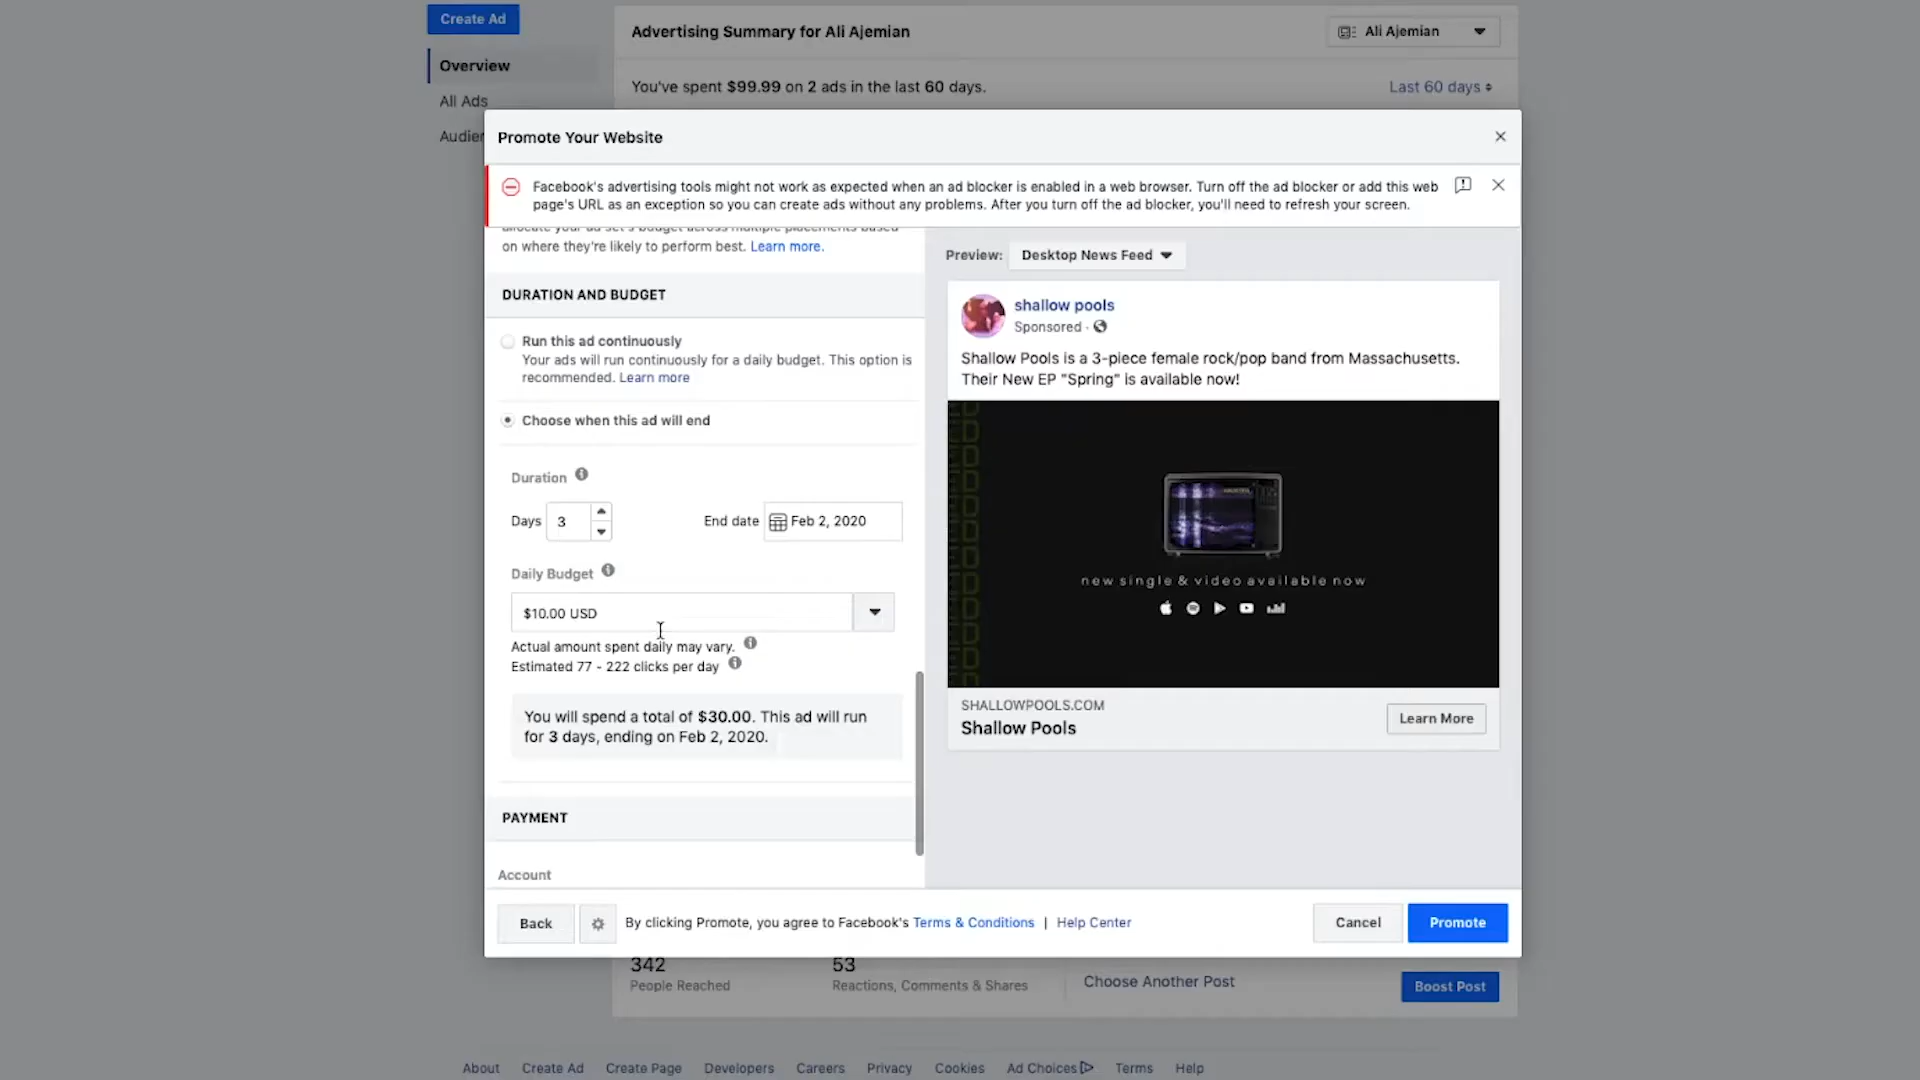 Create Ad
Advertising Summary for Ali Ajemian
Ali Ajemian
Overview
You've spent $99.99 on 2 ads in the last 60 days.
Last 60 days
All Ads
Audien
Promote Your Website
Facebook's advertising tools might not work as expected when an ad blocker is enabled in a web browser. Turn off the ad blocker or add this web
page's URL as an exception so you can create ads without any problems. After you turn off the ad blocker, you'll need to refresh your screen.
allocate your ad set's budget across multiple placements based
on where they're likely to perform best. Learn more.
DURATION AND BUDGET
Run this ad continuously
Your ads will run continuously for a daily budget. This option is
recommended. Learn more
Choose when this ad will end
Duration
Days 3
End date Feb 2, 2020
Daily Budget
$10.00 USD
Actual amount spent daily may vary.
Estimated 77 - 222 clicks per day
You will spend a total of $30.00. This ad will run
for 3 days, ending on Feb 2, 2020.
PAYMENT
Account
Preview: Desktop News Feed
shallow pools
Sponsored ·
Shallow Pools is a 3-piece female rock/pop band from Massachusetts.
Their New EP "Spring" is available now!
new single & video available now
SHALLOWPOOLS.COM
Shallow Pools
Learn More
Back
By clicking Promote, you agree to Facebook's Terms & Conditions | Help Center
Cancel
Promote
342
People Reached
53
Reactions, Comments & Shares
Choose Another Post
Boost Post
About Create Ad Create Page Developers Careers Privacy Cookies Ad Choices Terms Help